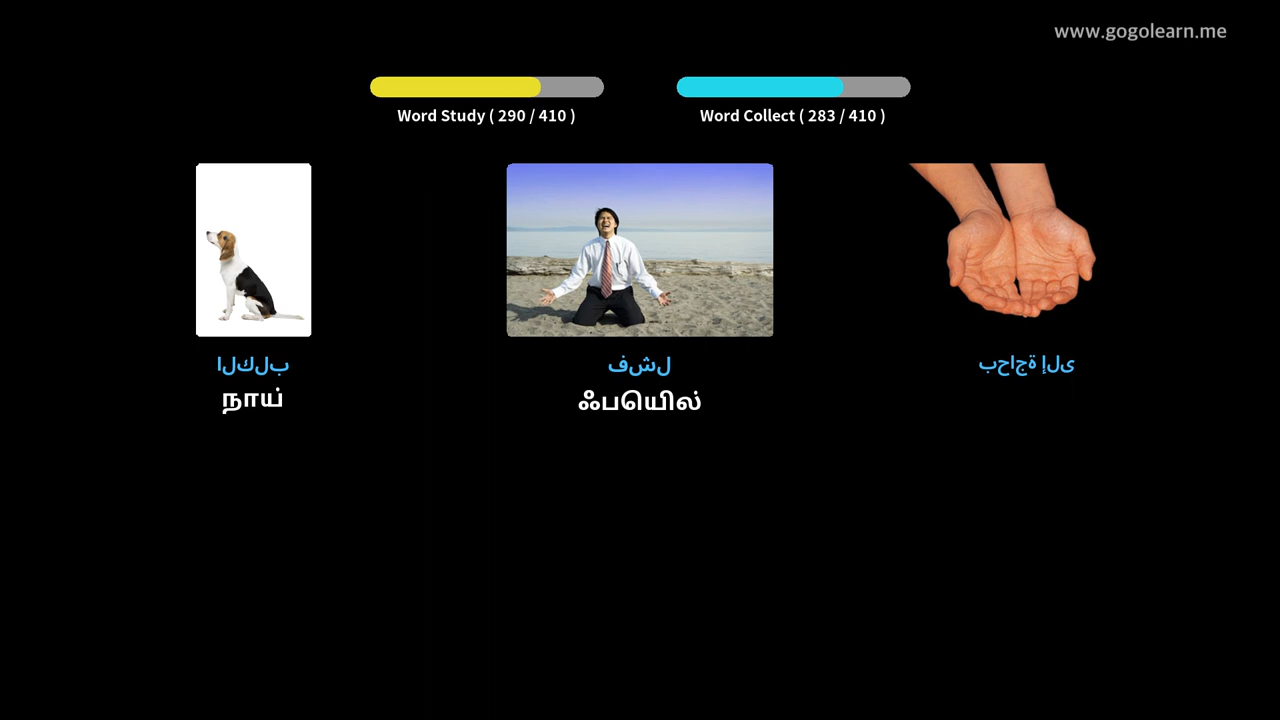 www.gogolearn.me
Word Study ( 290 / 410 )
Word Collect ( 283 / 410 )
الكلب
நாய்
فشل
ஃபயெில்
بحاجة إلى